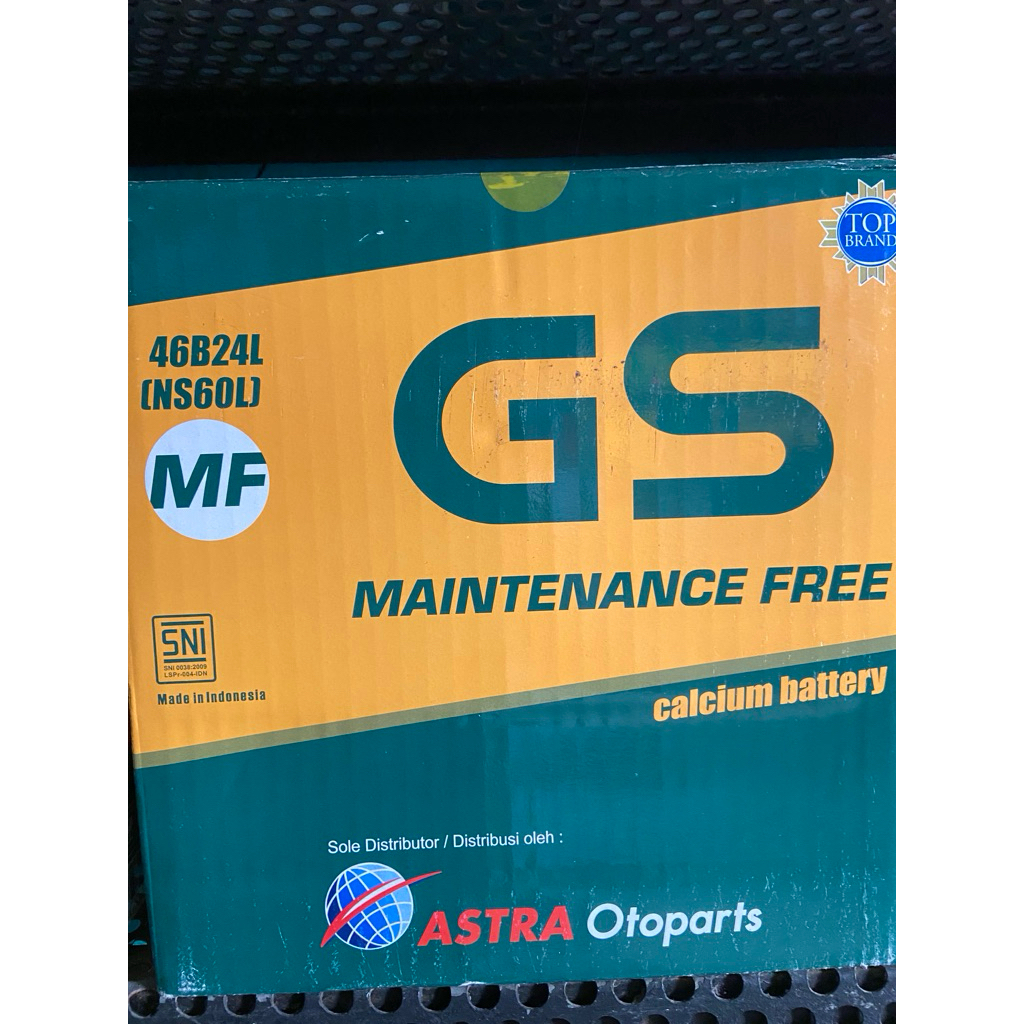 TOP
BRAND
46B24L
(NS60L)
GS
MF
MAINTENANCE FREE
SNI
SNI 0038:2009
LSPr-004-IDN
Made in Indonesia
calcium battery
Sole Distributor / Distribusi oleh :
ASTRA Otoparts